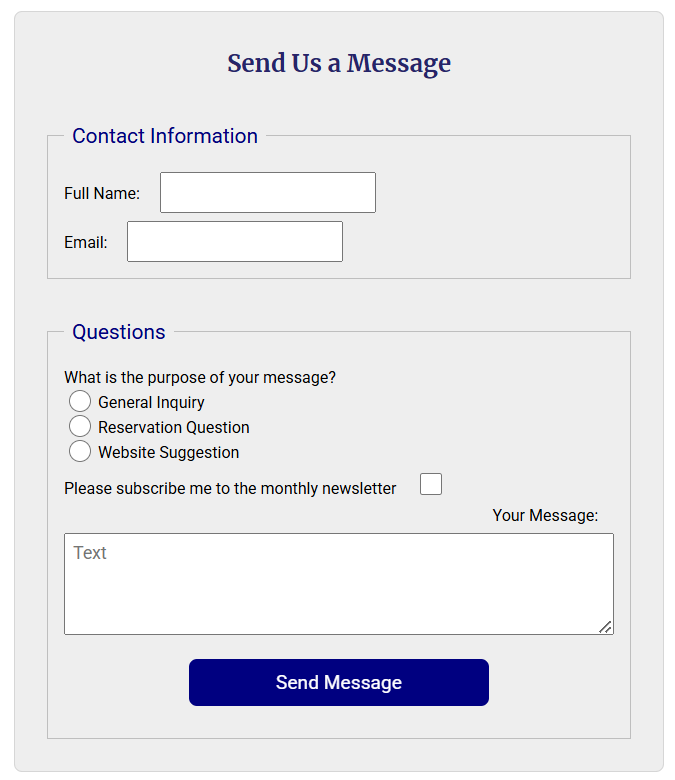 Send Us a Message
Contact Information
Full Name:
Email:
Questions
What is the purpose of your message?
General Inquiry
Reservation Question
Website Suggestion
Please subscribe me to the monthly newsletter
Your Message:
Text
Send Message